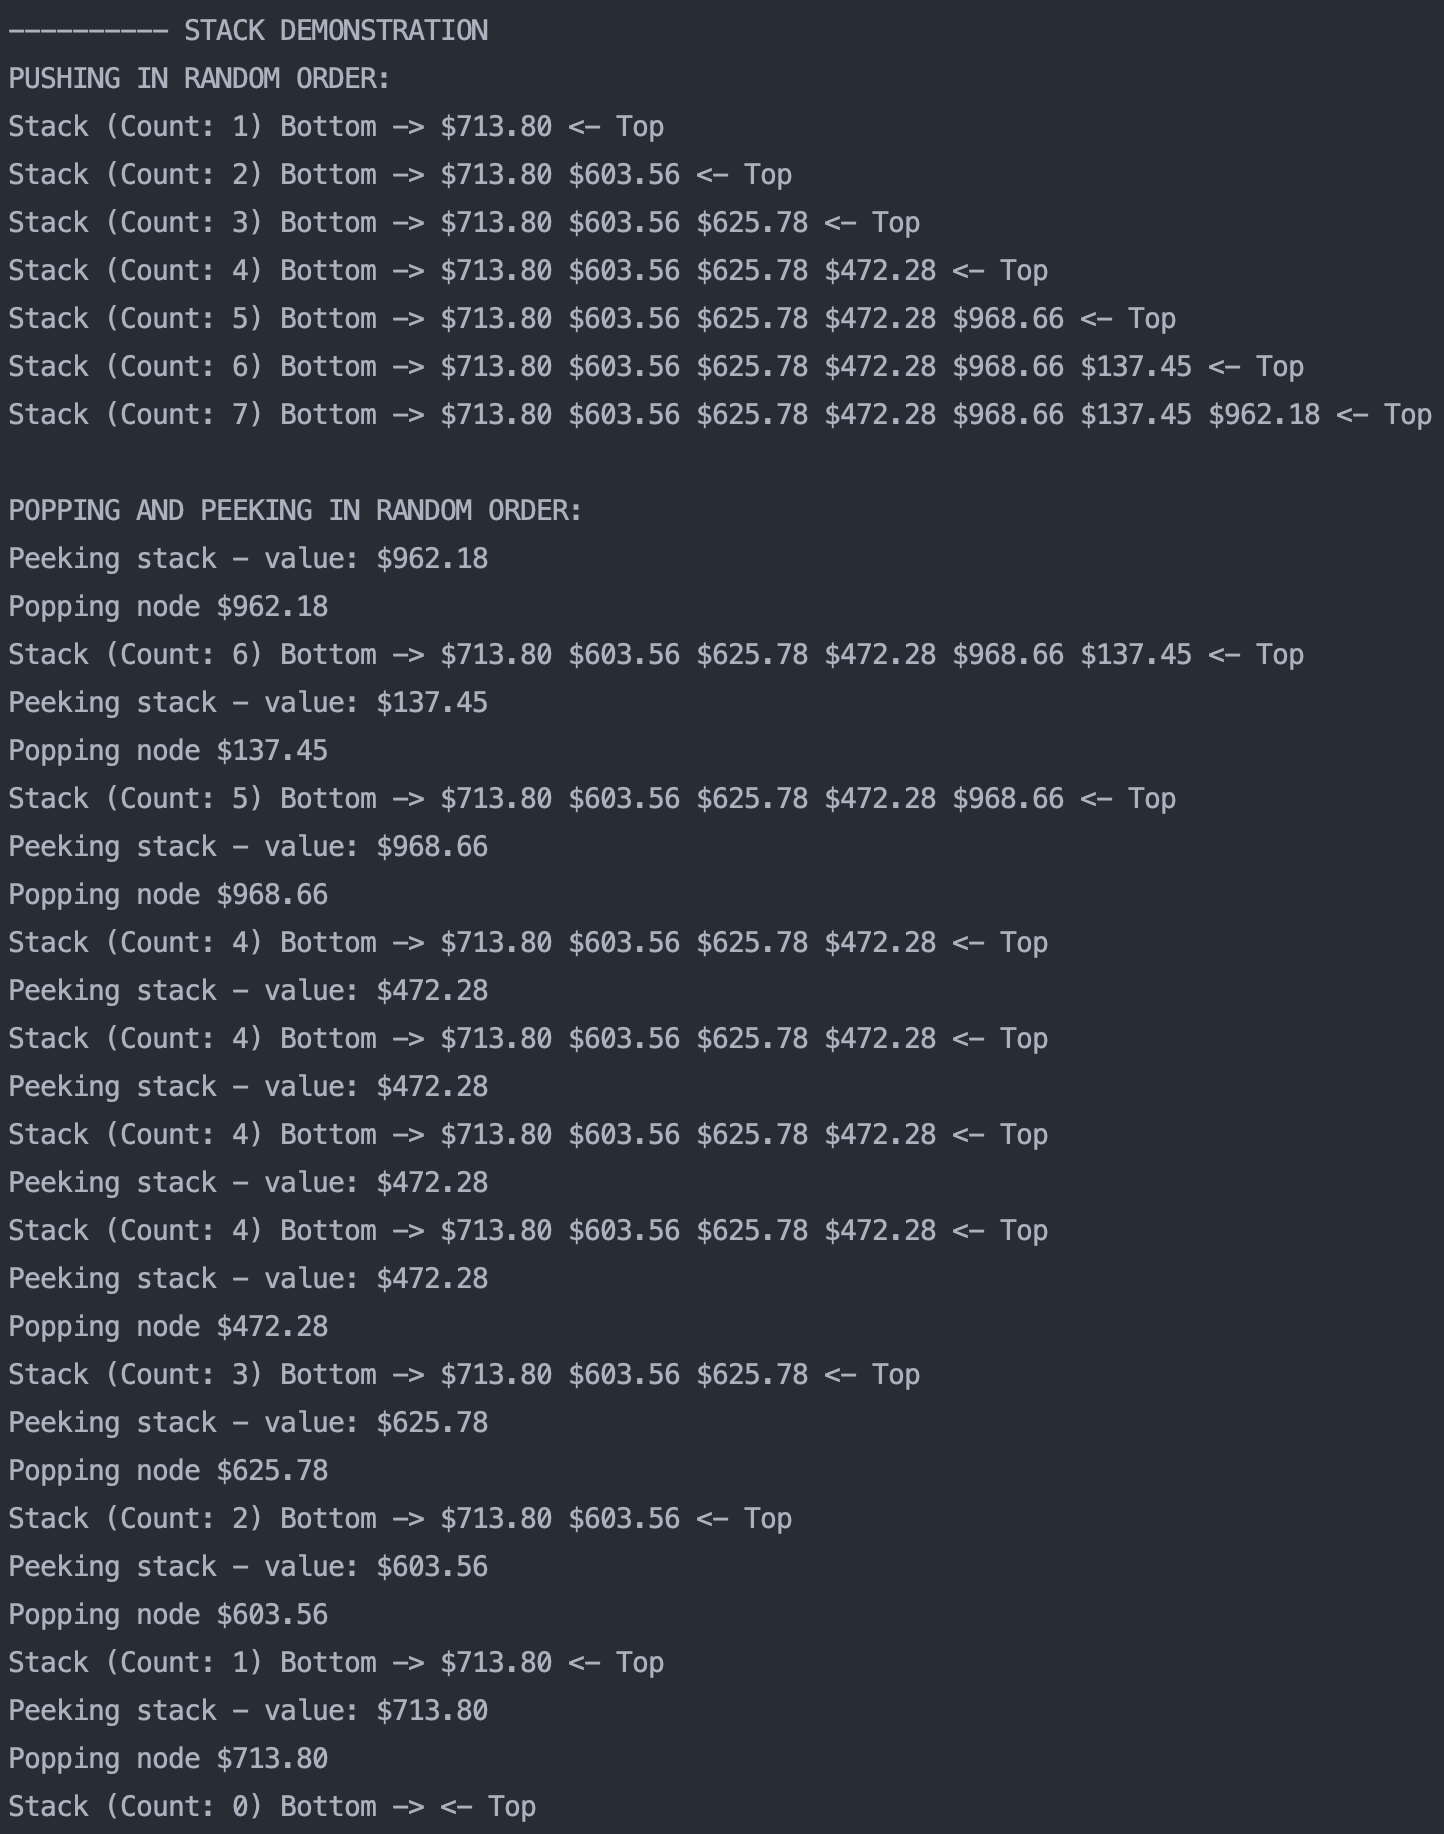 ---------- STACK DEMONSTRATION
PUSHING IN RANDOM ORDER:
Stack (Count: 1) Bottom -> $713.80 <- Top
Stack (Count: 2) Bottom -> $713.80 $603.56 <- Top
Stack (Count: 3) Bottom -> $713.80 $603.56 $625.78 <- Top
Stack (Count: 4) Bottom -> $713.80 $603.56 $625.78 $472.28 <- Top
Stack (Count: 5) Bottom -> $713.80 $603.56 $625.78 $472.28 $968.66 <- Top
Stack (Count: 6) Bottom -> $713.80 $603.56 $625.78 $472.28 $968.66 $137.45 <- Top
Stack (Count: 7) Bottom -> $713.80 $603.56 $625.78 $472.28 $968.66 $137.45 $962.18 <- Top

POPPING AND PEEKING IN RANDOM ORDER:
Peeking stack - value: $962.18
Popping node $962.18
Stack (Count: 6) Bottom -> $713.80 $603.56 $625.78 $472.28 $968.66 $137.45 <- Top
Peeking stack - value: $137.45
Popping node $137.45
Stack (Count: 5) Bottom -> $713.80 $603.56 $625.78 $472.28 $968.66 <- Top
Peeking stack - value: $968.66
Popping node $968.66
Stack (Count: 4) Bottom -> $713.80 $603.56 $625.78 $472.28 <- Top
Peeking stack - value: $472.28
Stack (Count: 4) Bottom -> $713.80 $603.56 $625.78 $472.28 <- Top
Peeking stack - value: $472.28
Stack (Count: 4) Bottom -> $713.80 $603.56 $625.78 $472.28 <- Top
Peeking stack - value: $472.28
Stack (Count: 4) Bottom -> $713.80 $603.56 $625.78 $472.28 <- Top
Peeking stack - value: $472.28
Popping node $472.28
Stack (Count: 3) Bottom -> $713.80 $603.56 $625.78 <- Top
Peeking stack - value: $625.78
Popping node $625.78
Stack (Count: 2) Bottom -> $713.80 $603.56 <- Top
Peeking stack - value: $603.56
Popping node $603.56
Stack (Count: 1) Bottom -> $713.80 <- Top
Peeking stack - value: $713.80
Popping node $713.80
Stack (Count: 0) Bottom -> <- Top